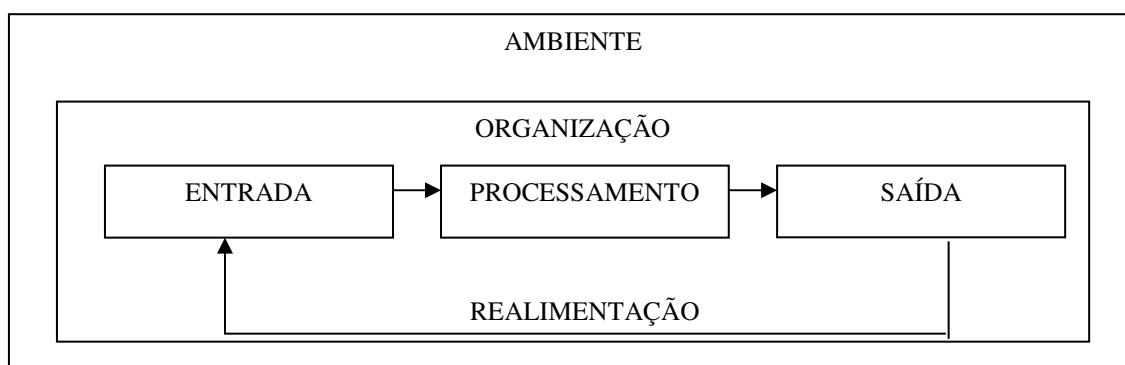 AMBIENTE
ORGANIZAÇÃO
ENTRADA
PROCESSAMENTO
SAÍDA
REALIMENTAÇÃO